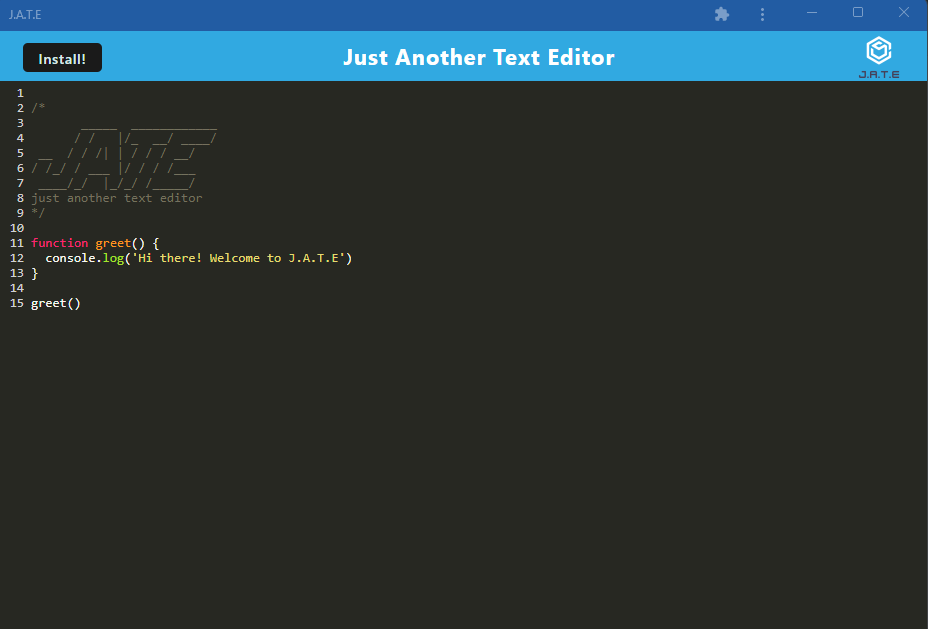 J.A.T.E
Install!
Just Another Text Editor
J.A.T.E
1
2 /*
3        _____  ____________
4       / /   |/_  __/ ____/
5  __  / / /| | / / / __/
6 / /_/ / ___ |/ / / /___
7  ____/_/  |_/_/ /_____/
8 just another text editor
9 */
10
11 function greet() {
12   console.log('Hi there! Welcome to J.A.T.E')
13 }
14
15 greet()